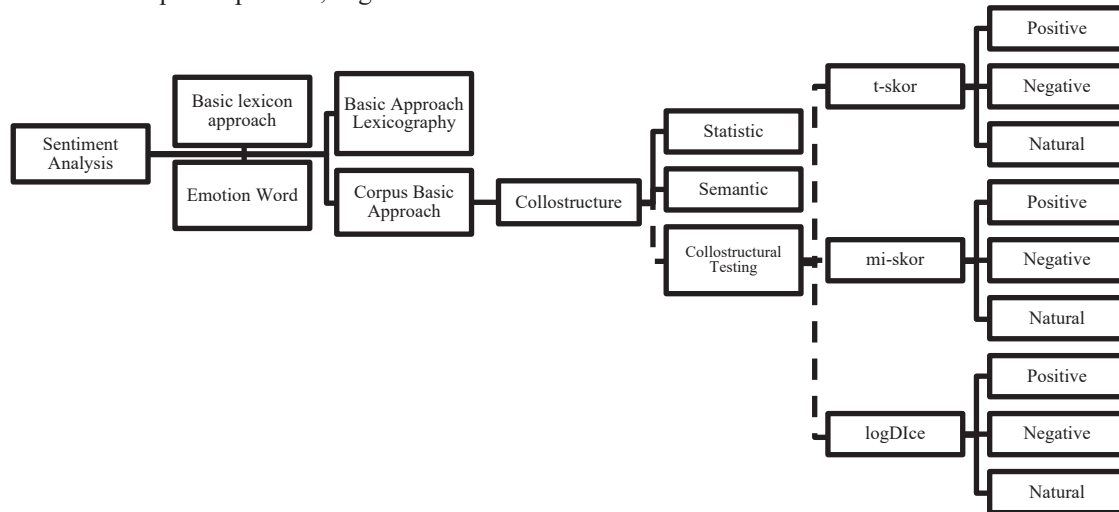 Sentiment
Analysis
Basic lexicon
approach
Emotion Word
Basic Approach
Lexicography
Corpus Basic
Approach
Collostructure
Statistic
Semantic
Collostructural
Testing
t-skor
Positive
Negative
Natural
mi-skor
Positive
Negative
Natural
logDIce
Positive
Negative
Natural